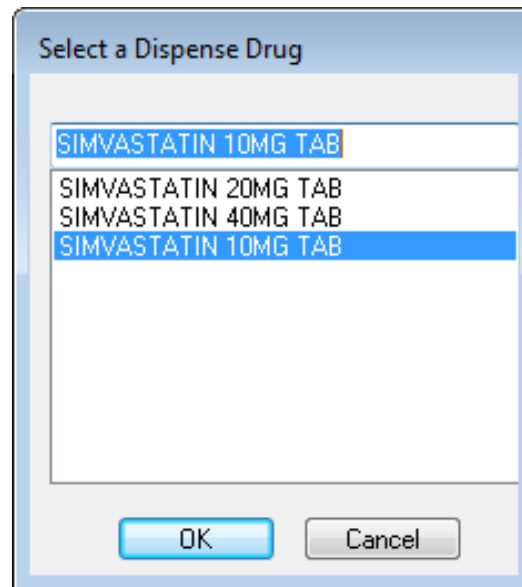 Select a Dispense Drug
SIMVASTATIN 10MG TAB
SIMVASTATIN 20MG TAB
SIMVASTATIN 40MG TAB
SIMVASTATIN 10MG TAB
OK Cancel